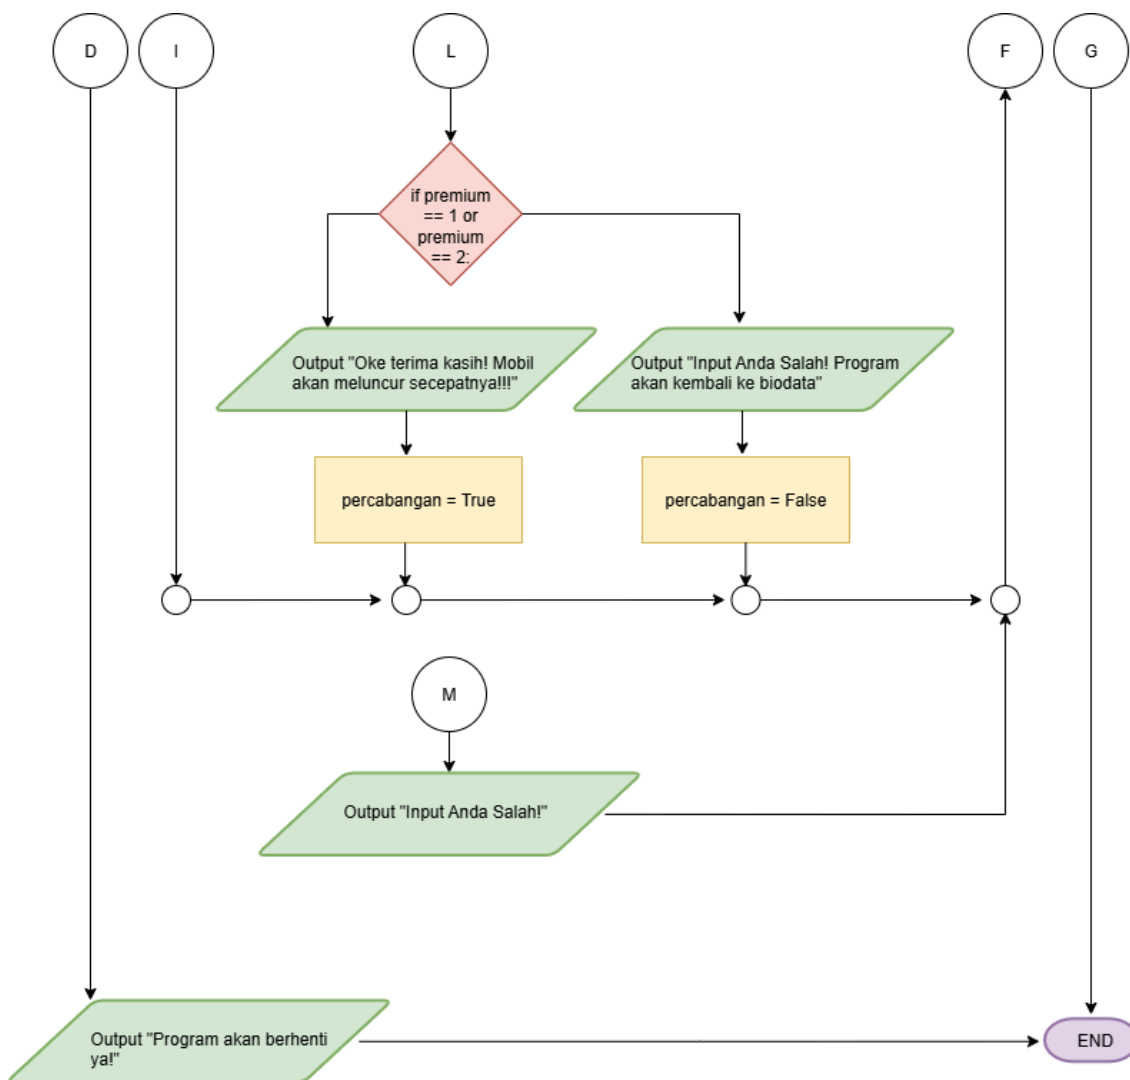 D
I
L
F
G
if premium
== 1 or
premium
== 2:
Output "Oke terima kasih! Mobil
akan meluncur secepatnya!!!"
Output "Input Anda Salah! Program
akan kembali ke biodata"
percabangan = True
percabangan = False
M
Output "Input Anda Salah!"
Output "Program akan berhenti
ya!"
END